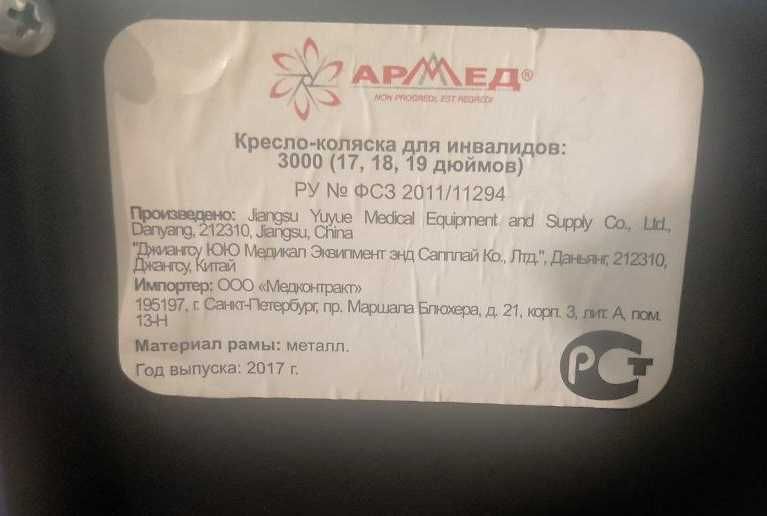 АРМЕД®
NON PROGREDI, EST REGREDI
Кресло-коляска для инвалидов:
3000 (17, 18, 19 дюймов)
РУ № ФСЗ 2011/11294
Произведено: Jiangsu Yuyue Medical Equipment and Supply Co., Ltd.,
Danyang, 212310, Jiangsu, China
"Джиангсу ЮЮ Медикал Эквипмент энд Сапплай Ко., Лтд.", Даньянг, 212310,
Джангсу, Китай
Импортер: ООО «Медконтракт»
195197, г. Санкт-Петербург, пр. Маршала Блюхера, д. 21, корп. 3, лит. А, пом.
13-Н
Материал рамы: металл.
Год выпуска: 2017 г.
РСТ